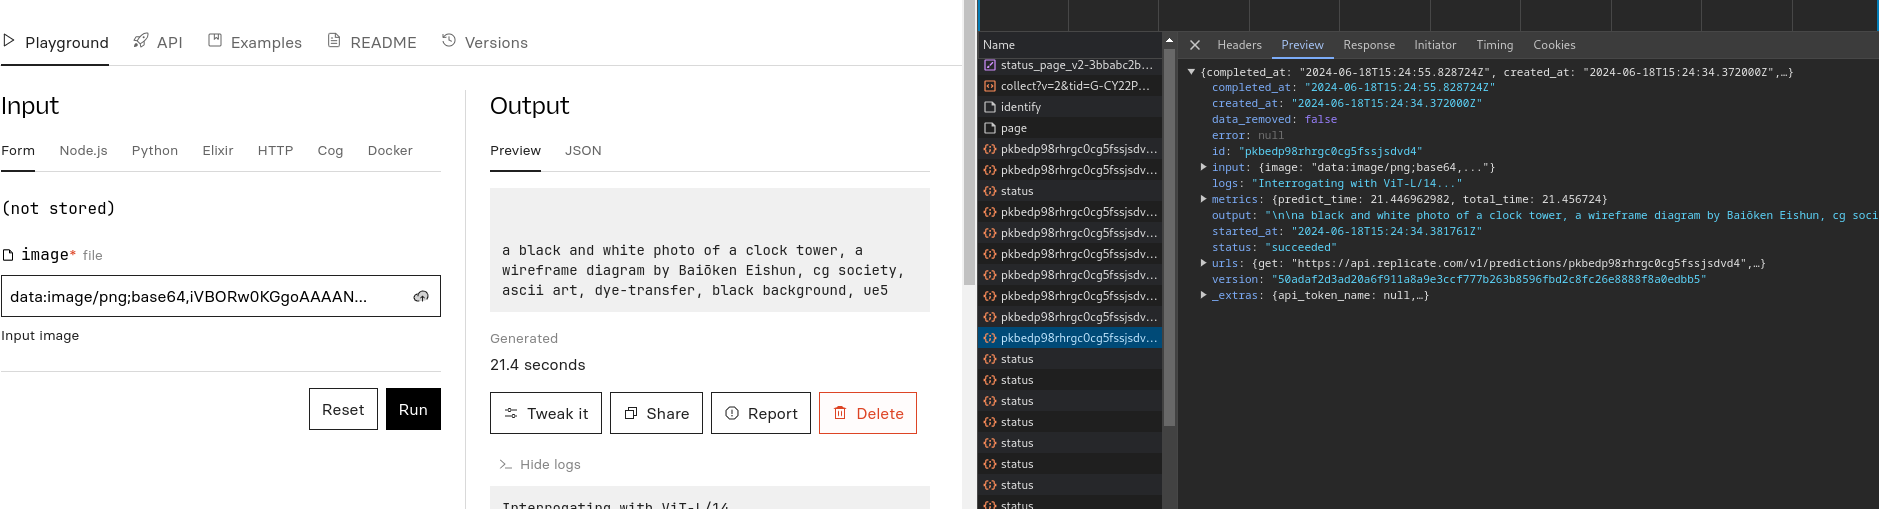 Playground API Examples README Versions
Input
Form Node.js Python Elixir HTTP Cog Docker
(not stored)
image* file
data:image/png;base64,iVBORw0KGgoAAAAN...
Input image
Reset Run
Output
Preview JSON
a black and white photo of a clock tower, a
wireframe diagram by Baiōken Eishun, cg society,
ascii art, dye-transfer, black background, ue5
Generated
21.4 seconds
Tweak it Share Report Delete
Hide logs
Interrogating with ViT-L/14
Name
status_page_v2-3bbabc2b...
collect?v=2&tid=G-CY22P...
identify
page
pkbedp98rhrgc0cg5fssjsdv...
pkbedp98rhrgc0cg5fssjsdv...
status
pkbedp98rhrgc0cg5fssjsdv...
pkbedp98rhrgc0cg5fssjsdv...
pkbedp98rhrgc0cg5fssjsdv...
pkbedp98rhrgc0cg5fssjsdv...
pkbedp98rhrgc0cg5fssjsdv...
pkbedp98rhrgc0cg5fssjsdv...
pkbedp98rhrgc0cg5fssjsdv...
status
status
status
status
status
status
status
status
Headers Preview Response Initiator Timing Cookies
{completed_at: "2024-06-18T15:24:55.828724Z", created_at: "2024-06-18T15:24:34.372000Z",…}
completed_at: "2024-06-18T15:24:55.828724Z"
created_at: "2024-06-18T15:24:34.372000Z"
data_removed: false
error: null
id: "pkbedp98rhrgc0cg5fssjsdvd4"
input: {image: "data:image/png;base64,..."}
logs: "Interrogating with ViT-L/14..."
metrics: {predict_time: 21.446962982, total_time: 21.456724}
output: "\n\na black and white photo of a clock tower, a wireframe diagram by Baiōken Eishun, cg soci
started_at: "2024-06-18T15:24:34.381761Z"
status: "succeeded"
urls: {get: "https://api.replicate.com/v1/predictions/pkbedp98rhrgc0cg5fssjsdvd4",…}
version: "50adaf2d3ad20a6f911a8a9e3ccf777b263b8596fbd2c8fc26e8888f8a0edbb5"
_extras: {api_token_name: null,…}